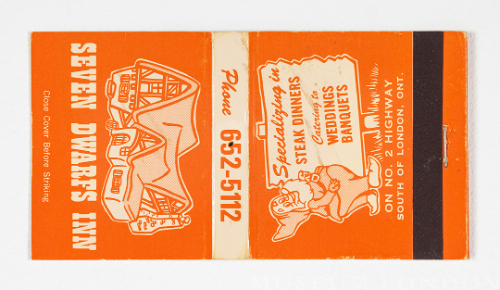 SEVEN DWARFS INN
Close Cover Before Striking
Phone 652-5112
Specializing in
STEAK DINNERS
Catering to
WEDDINGS
BANQUETS
ON NO. 2 HIGHWAY
SOUTH OF LONDON, ONT.